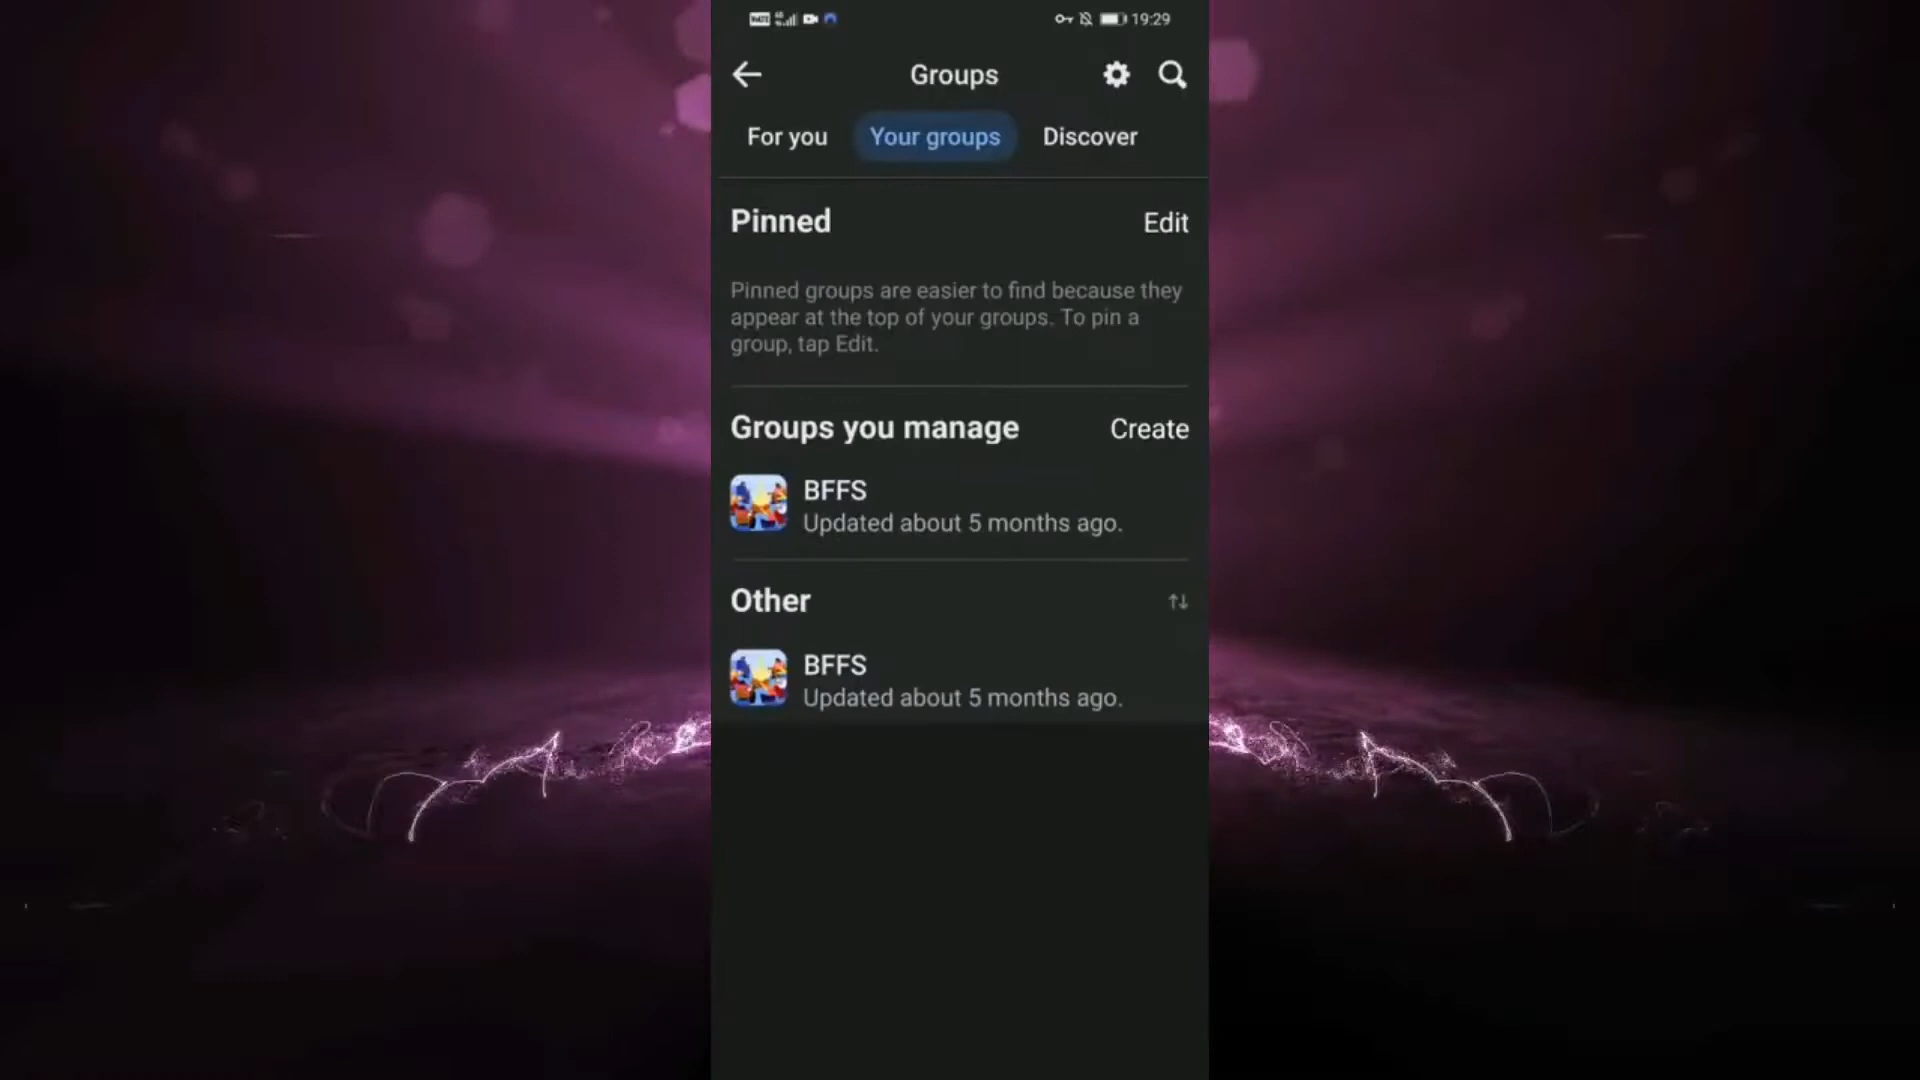 19:29
Groups
For you
Your groups
Discover
Pinned
Edit
Pinned groups are easier to find because they
appear at the top of your groups. To pin a
group, tap Edit.
Groups you manage
Create
BFFS
Updated about 5 months ago.
Other
BFFS
Updated about 5 months ago.